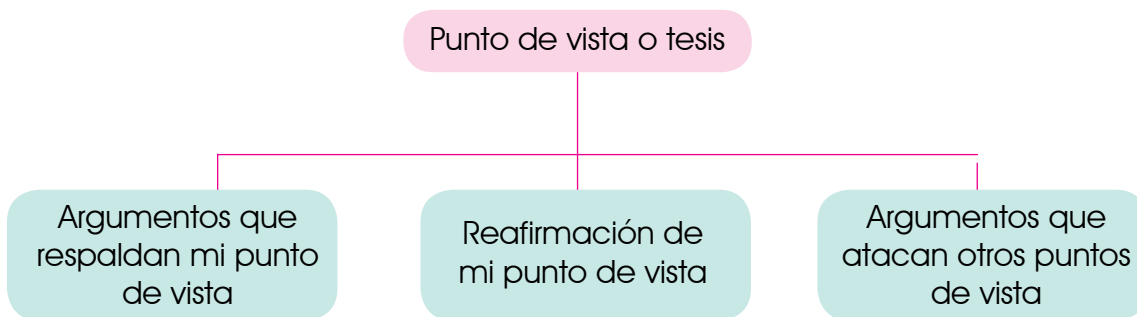 Punto de vista o tesis
Argumentos que
respaldan mi punto
de vista
Reafirmación de
mi punto de vista
Argumentos que
atacan otros puntos
de vista